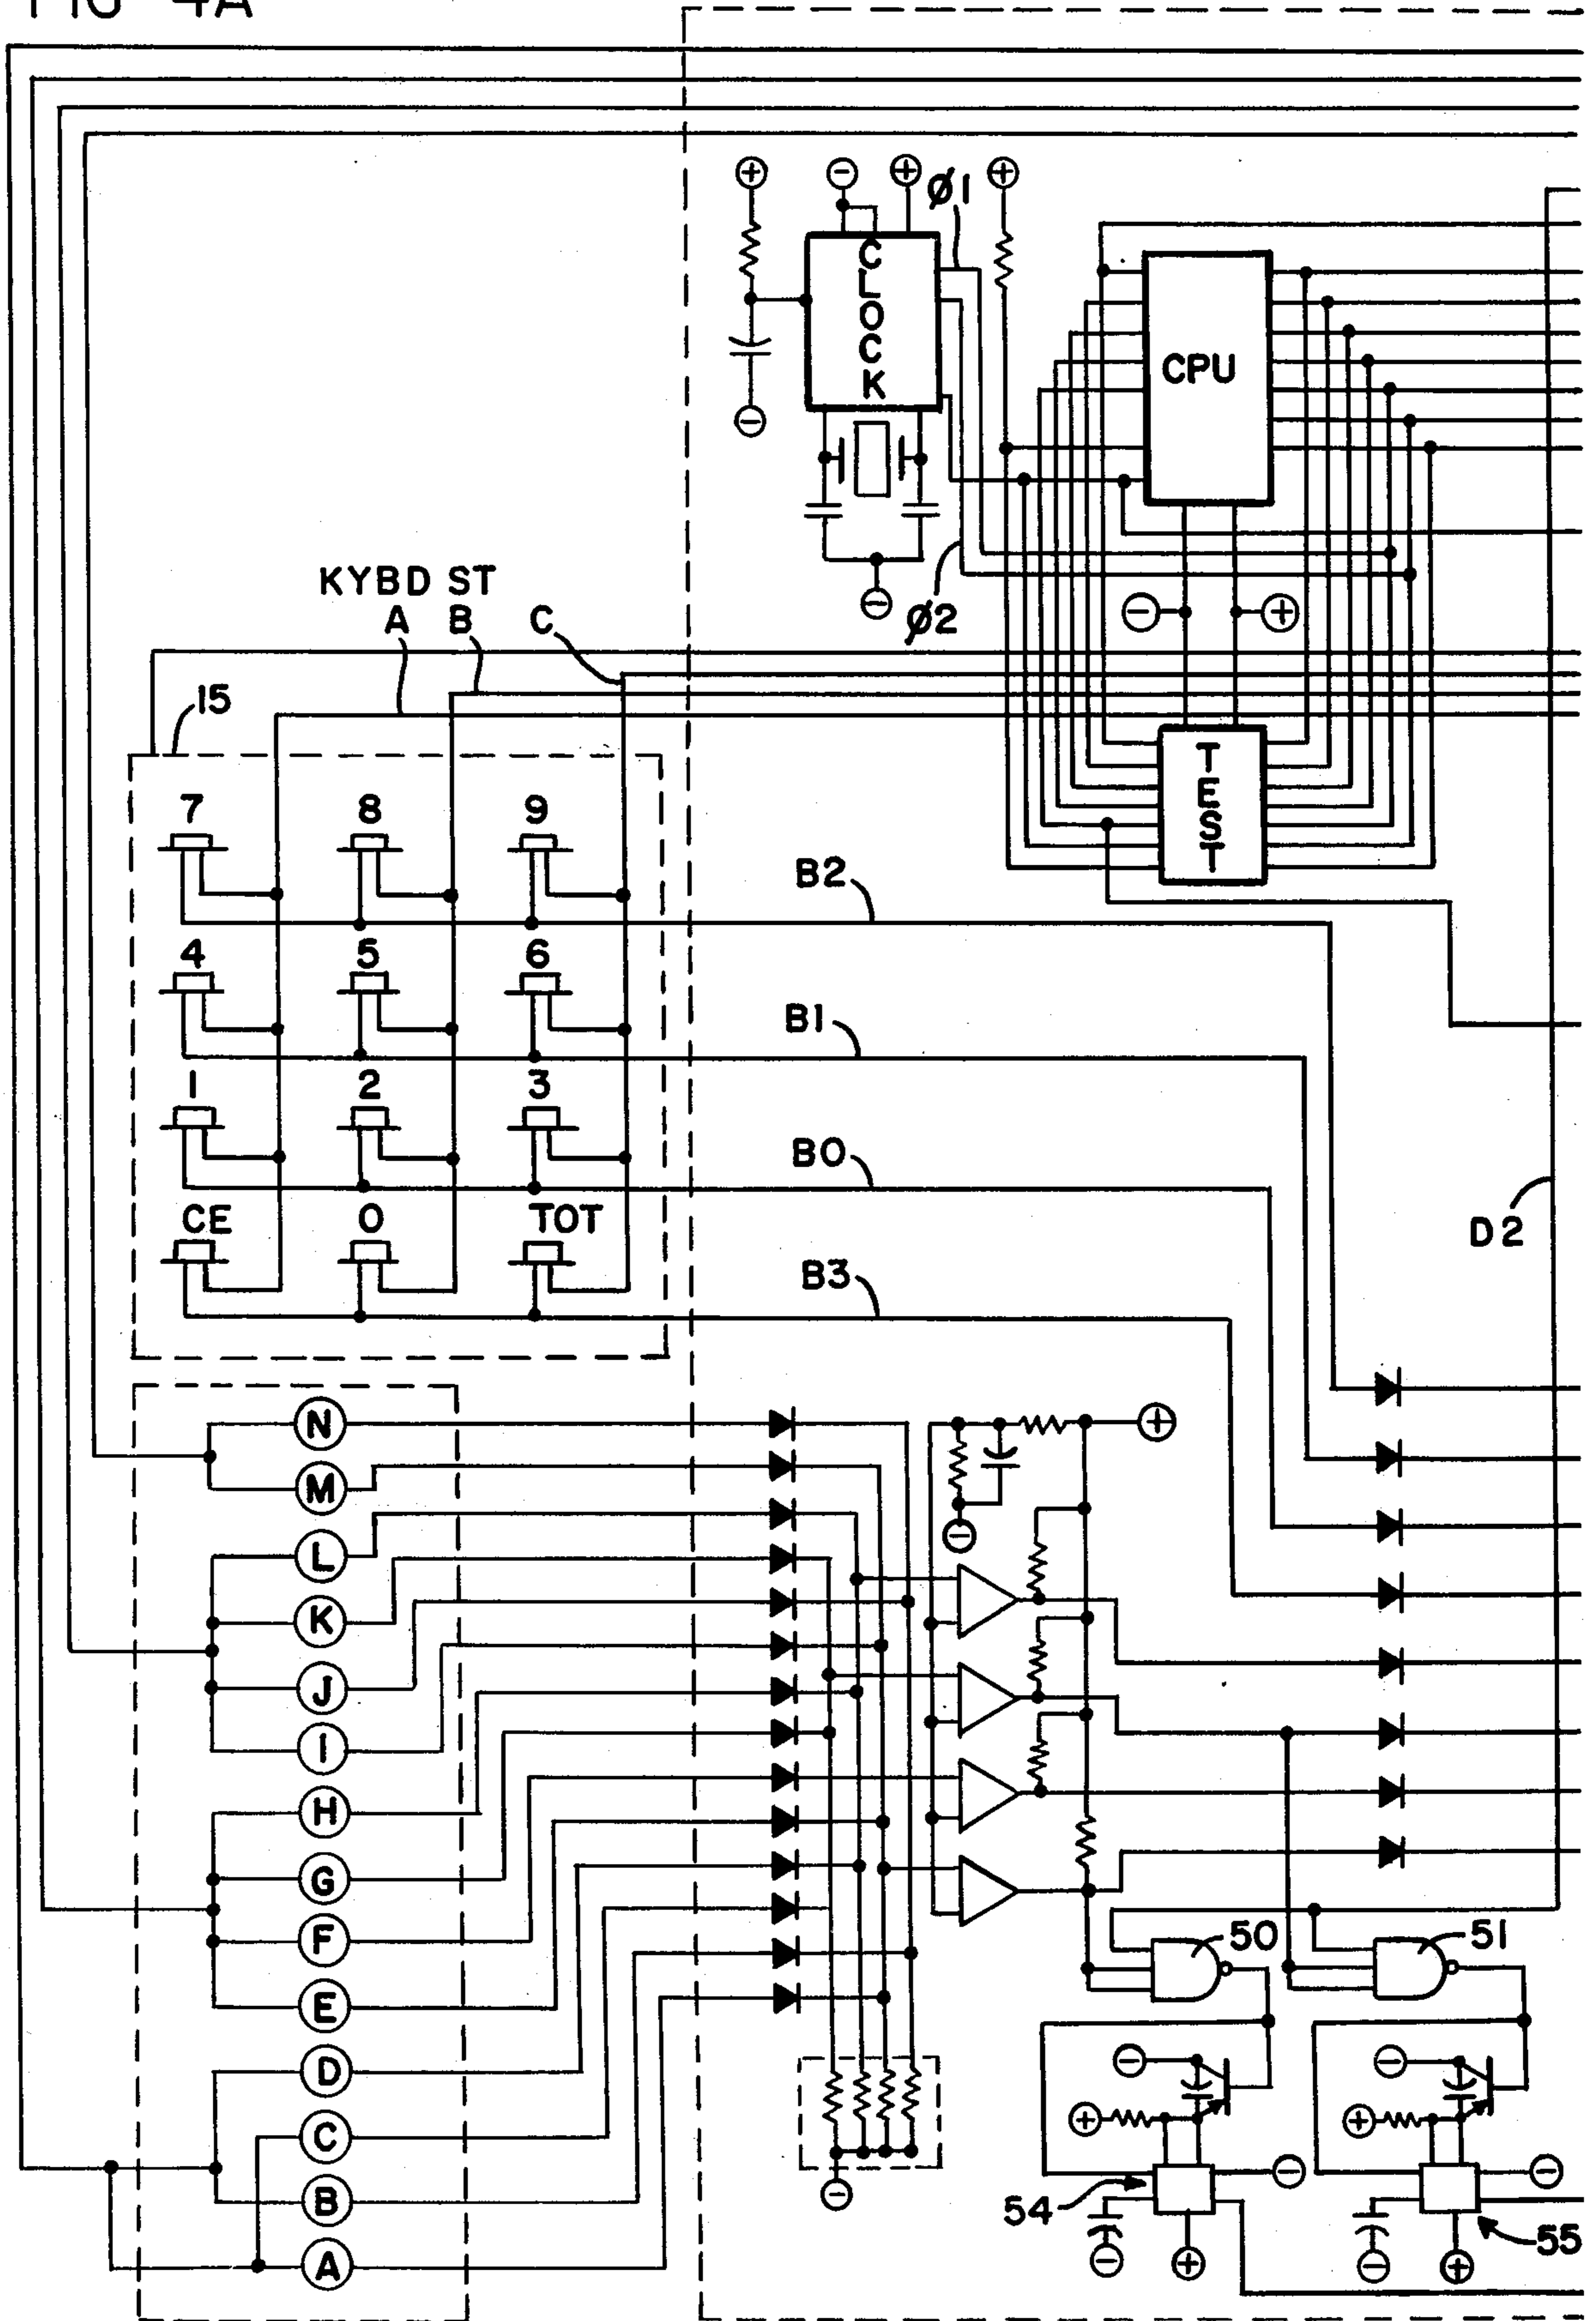 FIG 4A
Ø1
CLOCK
CPU
KYBD ST
A B C
Ø2
15
TEST
7 8 9
B2
4 5 6
B1
1 2 3
B0
CE 0 TOT
D2
B3
N
M
L
K
J
I
H
G
F
E
D
C
B
A
50
51
54
55